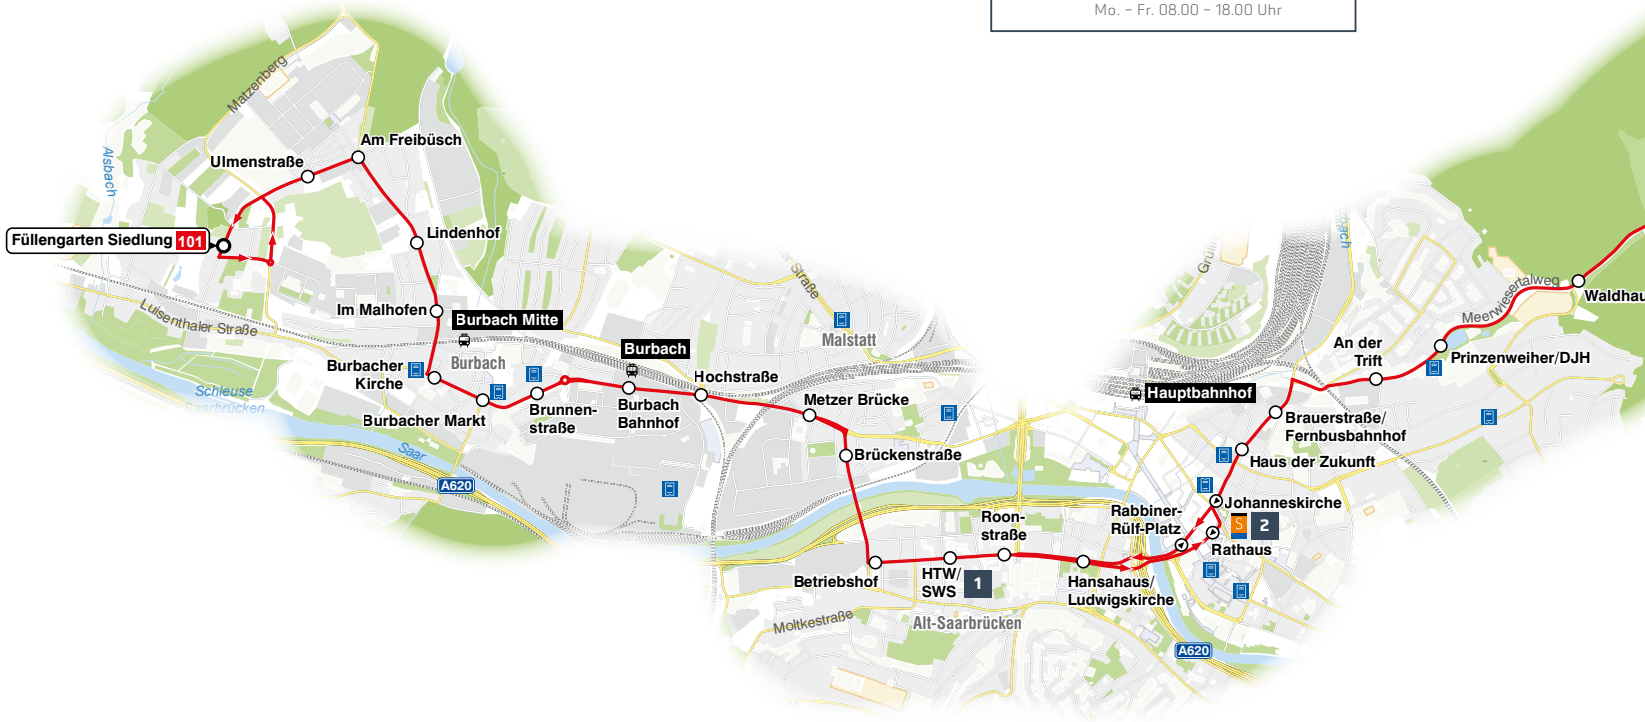 Mo. – Fr. 08.00 – 18.00 Uhr
Matzenberg
Am Freibüsch
Ulmenstraße
Alsbach
Füllengarten Siedlung 101
Lindenhof
Im Malhofen
Luisenthaler Straße
Burbach Mitte
Burbach
Burbacher
Kirche
Burbach
Schleuse
Saarbrücken
Burbacher Markt
Brunnen-
straße
Burbach
Bahnhof
Hochstraße
Saar
A620
Straße
Malstatt
Metzer Brücke
Brückenstraße
Betriebshof
HTW/
SWS
1
Roon-
straße
Hansahaus/
Ludwigskirche
Moltkestraße
Alt-Saarbrücken
Rabbiner-
Rülf-Platz
A620
Rathaus
S
2
Johanneskirche
Haus der Zukunft
Brauerstraße/
Fernbusbahnhof
Hauptbahnhof
An der
Trift
Prinzenweiher/DJH
Meerwiesertalweg
Waldhau